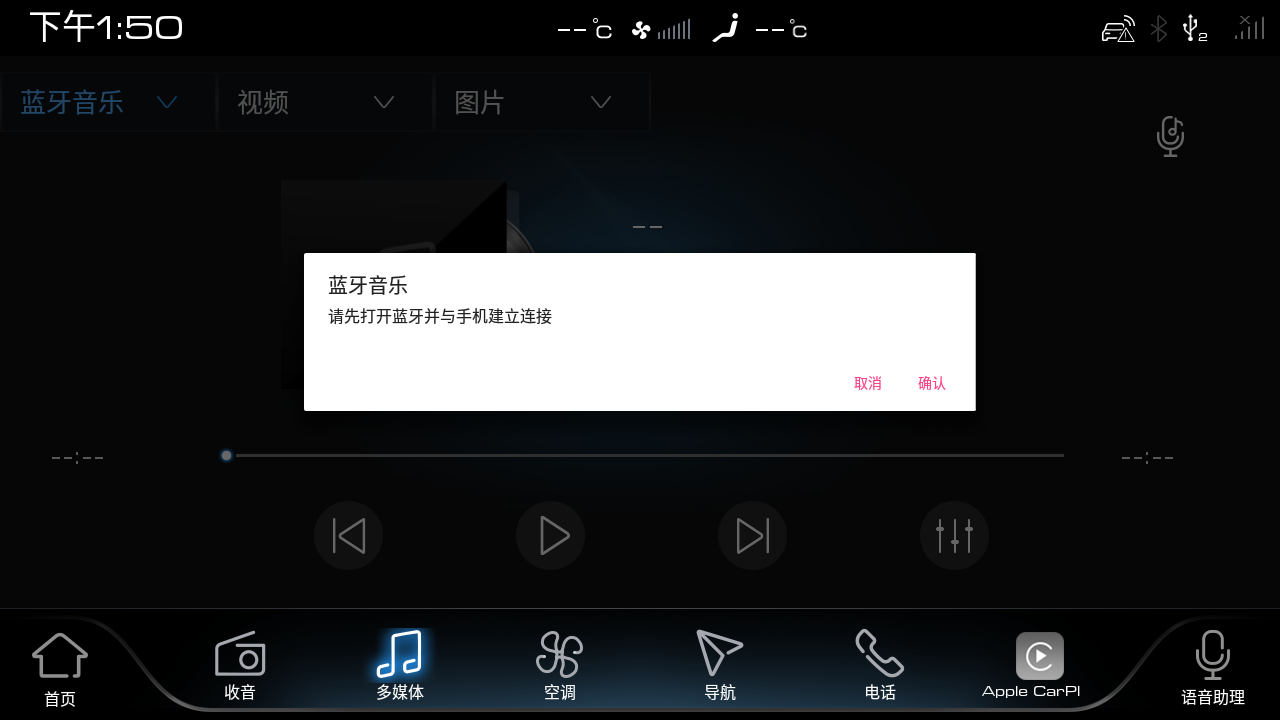 下午1:50
--°C
--°C
2
蓝牙音乐
视频
图片
--
蓝牙音乐
请先打开蓝牙并与手机建立连接
取消
确认
--:--
--:--
首页
收音
多媒体
空调
导航
电话
Apple CarPl
语音助理